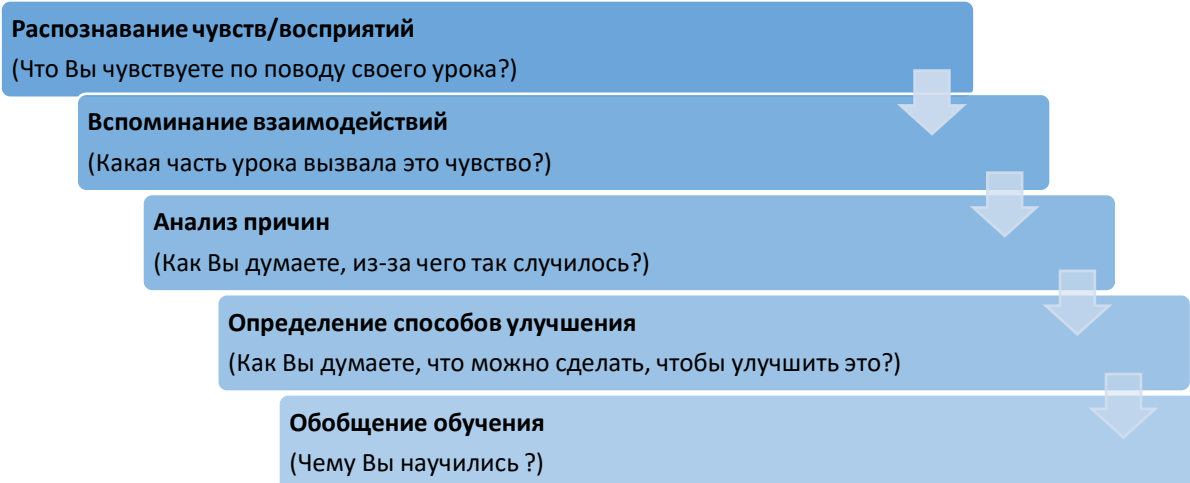 Распознавание чувств/восприятий
(Что Вы чувствуете по поводу своего урока?)
Вспоминание взаимодействий
(Какая часть урока вызвала это чувство?)
Анализ причин
(Как Вы думаете, из-за чего так случилось?)
Определение способов улучшения
(Как Вы думаете, что можно сделать, чтобы улучшить это?)
Обобщение обучения
(Чему Вы научились ?)